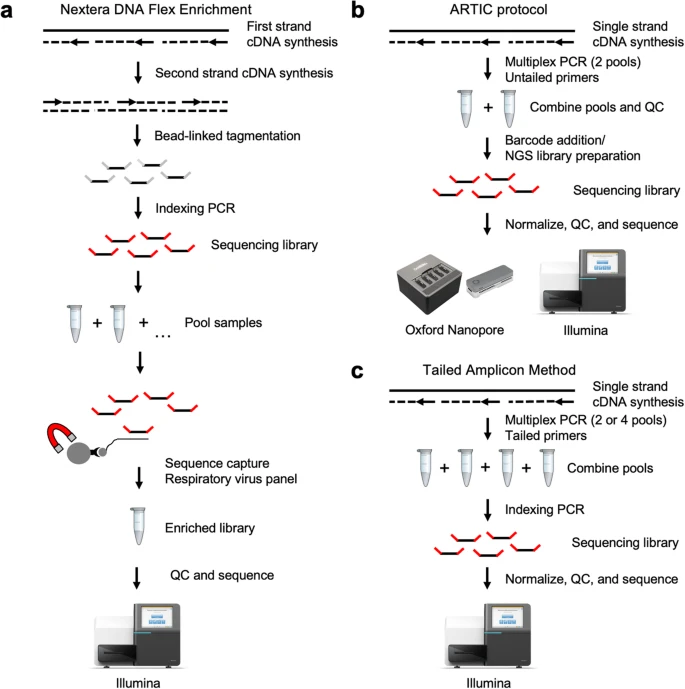 a
Nextera DNA Flex Enrichment
First strand
cDNA synthesis
Second strand cDNA synthesis
Bead-linked tagmentation
Indexing PCR
Sequencing library
+ + ...
Pool samples
Sequence capture
Respiratory virus panel
Enriched library
QC and sequence
Illumina
b
ARTIC protocol
Single strand
cDNA synthesis
Multiplex PCR (2 pools)
Untailed primers
+
Combine pools and QC
Barcode addition/
NGS library preparation
Sequencing library
Normalize, QC, and sequence
Oxford Nanopore
Illumina
c
Tailed Amplicon Method
Single strand
cDNA synthesis
Multiplex PCR (2 or 4 pools)
Tailed primers
+ + +
Combine pools
Indexing PCR
Sequencing library
Normalize, QC, and sequence
Illumina